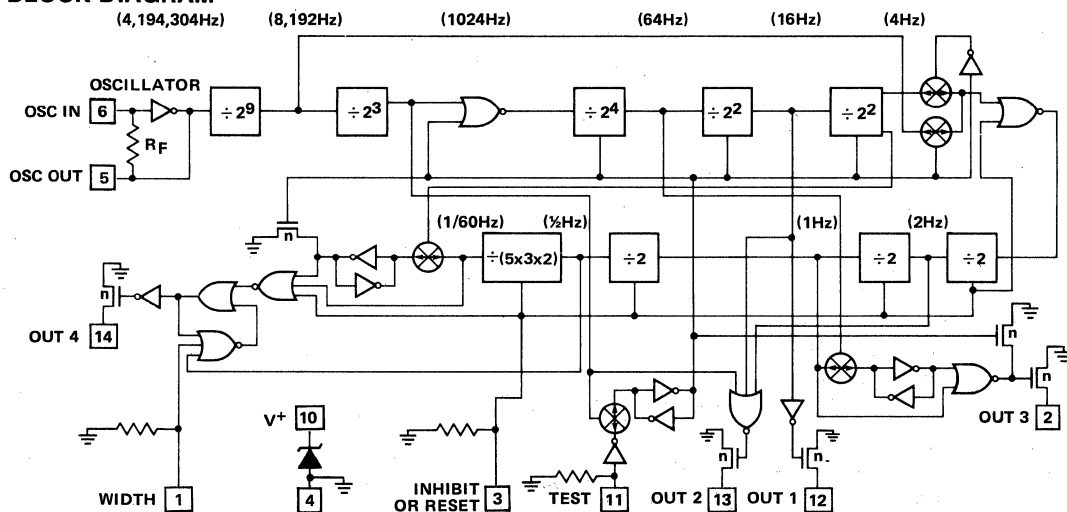 BLOCK DIAGRAM
(4,194,304Hz) (8,192Hz) (1024Hz) (64Hz) (16Hz) (4Hz)
OSCILLATOR
OSC IN 6 ÷ 2⁹ ÷ 2³ ÷ 2⁴ ÷ 2² ÷ 2²
RF
OSC OUT 5
(1/60Hz) (½Hz) (1Hz) (2Hz)
n
÷(5x3x2) ÷ 2 ÷ 2 ÷ 2
n
OUT 4 14
n
n
OUT 3 2
V+ 10
n
n
WIDTH 1
4
INHIBIT
OR RESET 3
TEST 11
OUT 2 13
OUT 1 12